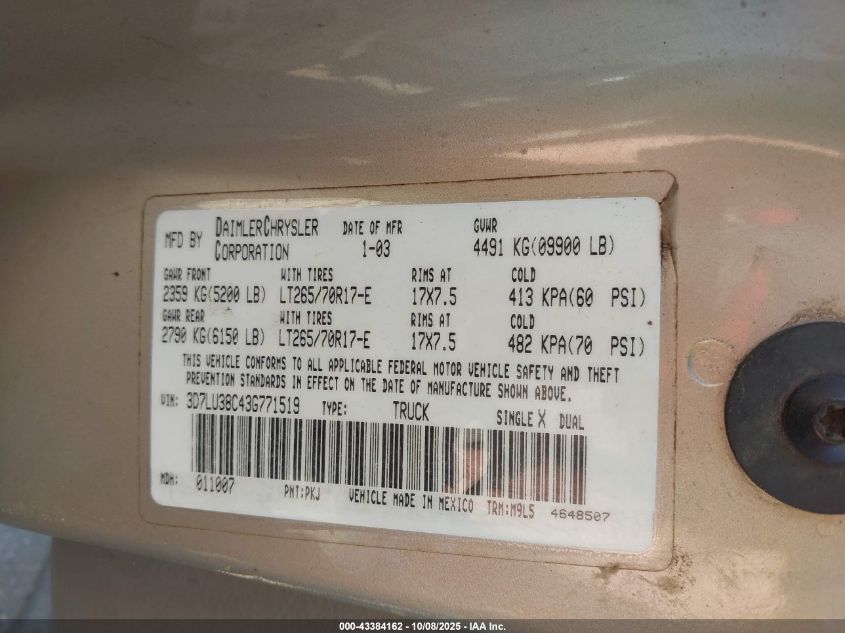 MFD BY DAIMLERCHRYSLER CORPORATION DATE OF MFR 1-03 GVWR 4491 KG(09900 LB)
GAWR FRONT WITH TIRES RIMS AT COLD
2359 KG(5200 LB) LT265/70R17-E 17X7.5 413 KPA(60 PSI)
GAWR REAR WITH TIRES RIMS AT COLD
2790 KG(6150 LB) LT265/70R17-E 17X7.5 482 KPA(70 PSI)
THIS VEHICLE CONFORMS TO ALL APPLICABLE FEDERAL MOTOR VEHICLE SAFETY AND THEFT
PREVENTION STANDARDS IN EFFECT ON THE DATE OF MANUFACTURE SHOWN ABOVE.
VIN: 3D7LU38C43G771519 TYPE: TRUCK SINGLE X DUAL
MDH: 011007 PNT:PKJ VEHICLE MADE IN MEXICO TRM:M9L5 4648507
000-43384162 - 10/08/2025 - IAA Inc.